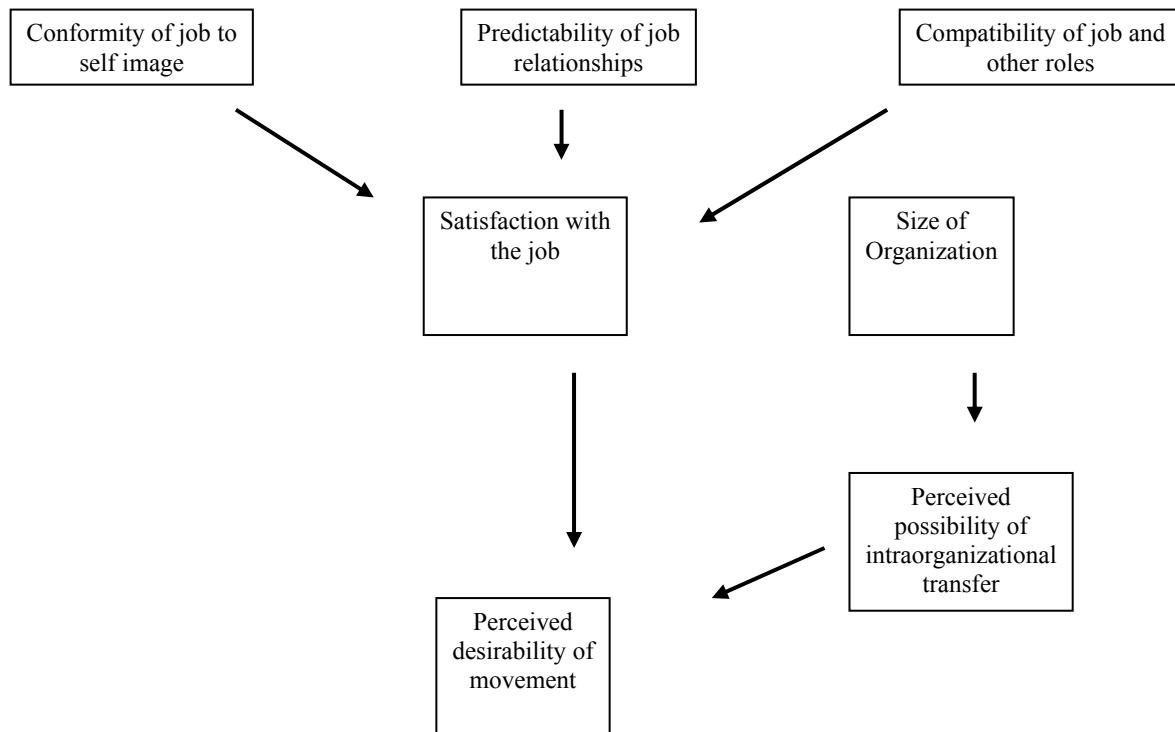 Conformity of job to
self image
Predictability of job
relationships
Compatibility of job and
other roles
Satisfaction with
the job
Size of
Organization
Perceived
possibility of
intraorganizational
transfer
Perceived
desirability of
movement